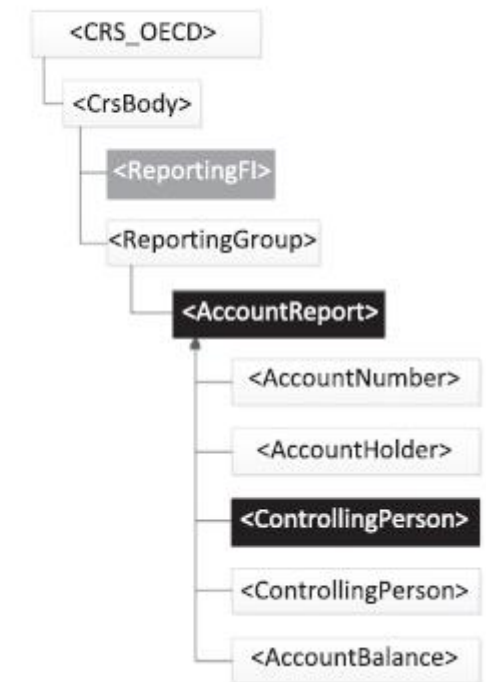 <CRS_OECD>
<CrsBody>
<ReportingFI>
<ReportingGroup>
<AccountReport>
<AccountNumber>
<AccountHolder>
<ControllingPerson>
<ControllingPerson>
<AccountBalance>